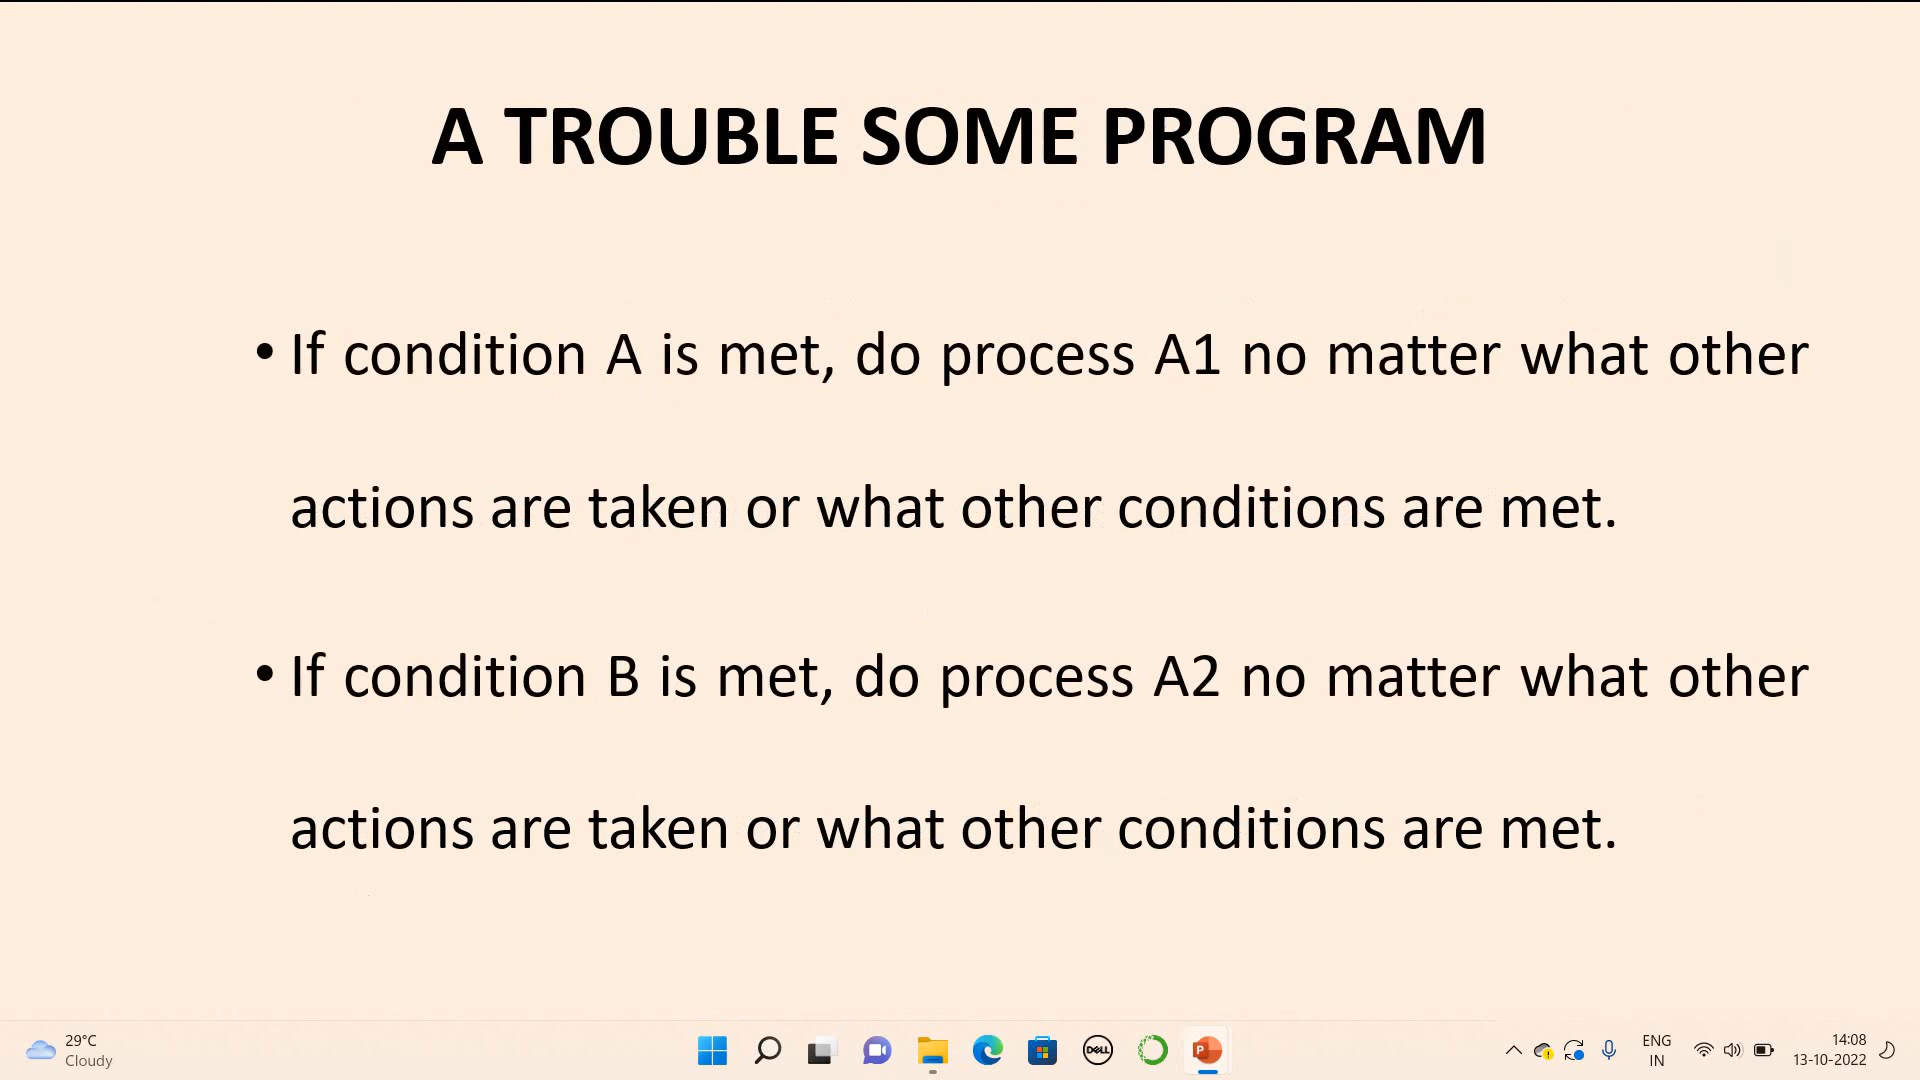 A TROUBLE SOME PROGRAM
• If condition A is met, do process A1 no matter what other
actions are taken or what other conditions are met.
• If condition B is met, do process A2 no matter what other
actions are taken or what other conditions are met.
29°C
Cloudy
DELL
P
ENG
IN
14:08
13-10-2022